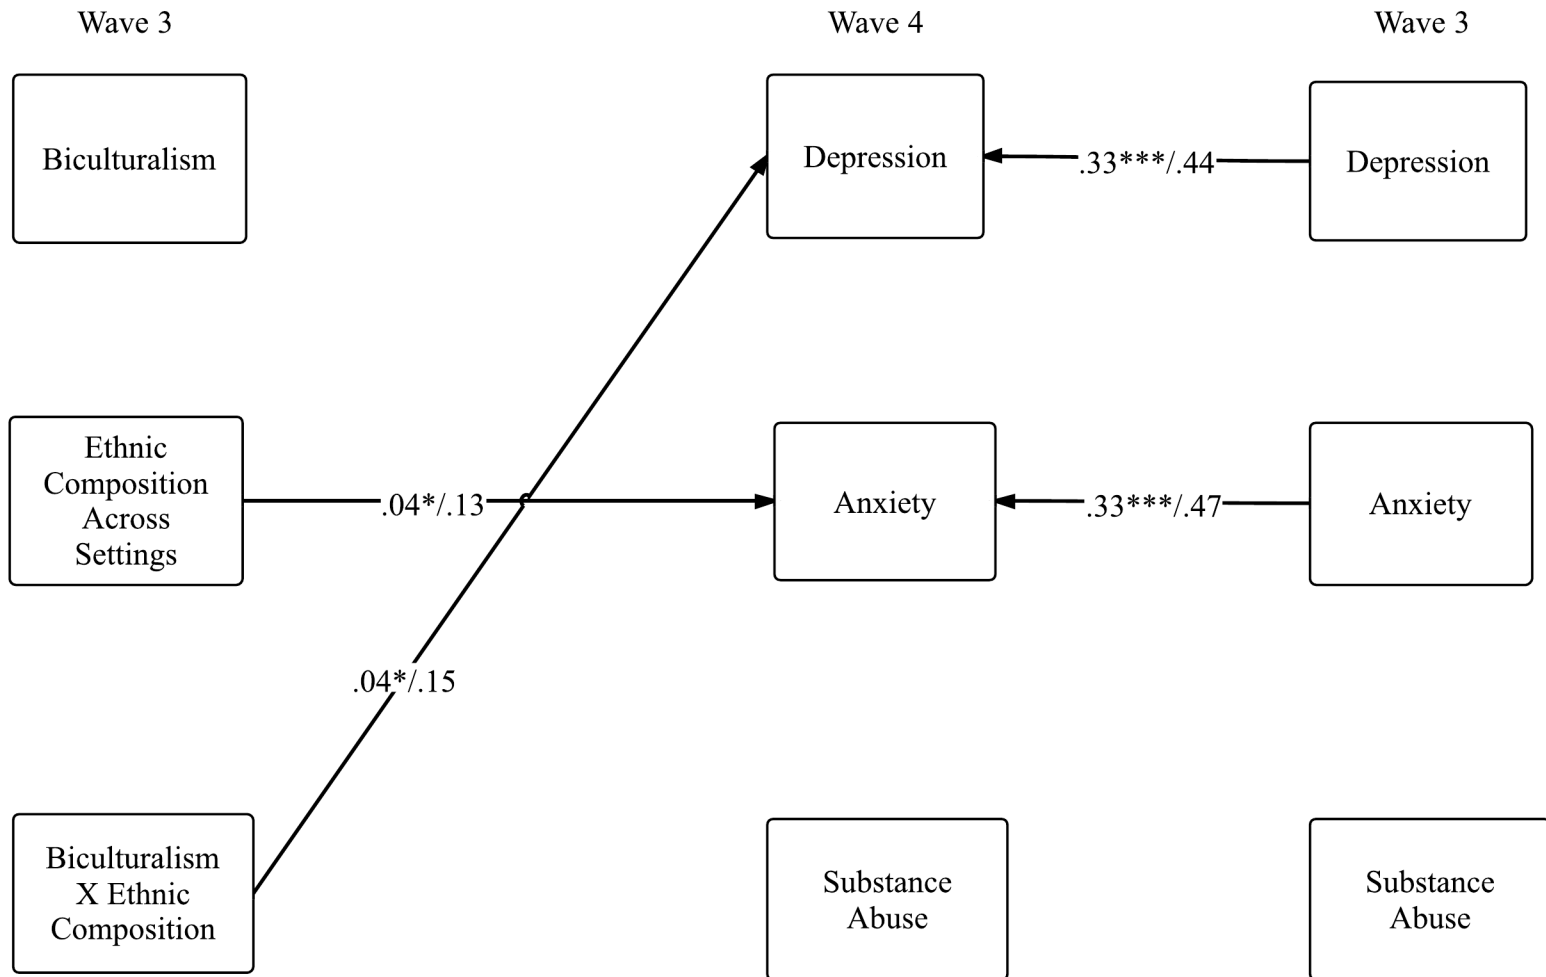 Wave 3
Wave 4
Wave 3
Biculturalism
Depression
.33***/.44
Depression
Ethnic
Composition
Across
Settings
.04*/.13
Anxiety
.33***/.47
Anxiety
.04*/.15
Biculturalism
X Ethnic
Composition
Substance
Abuse
Substance
Abuse